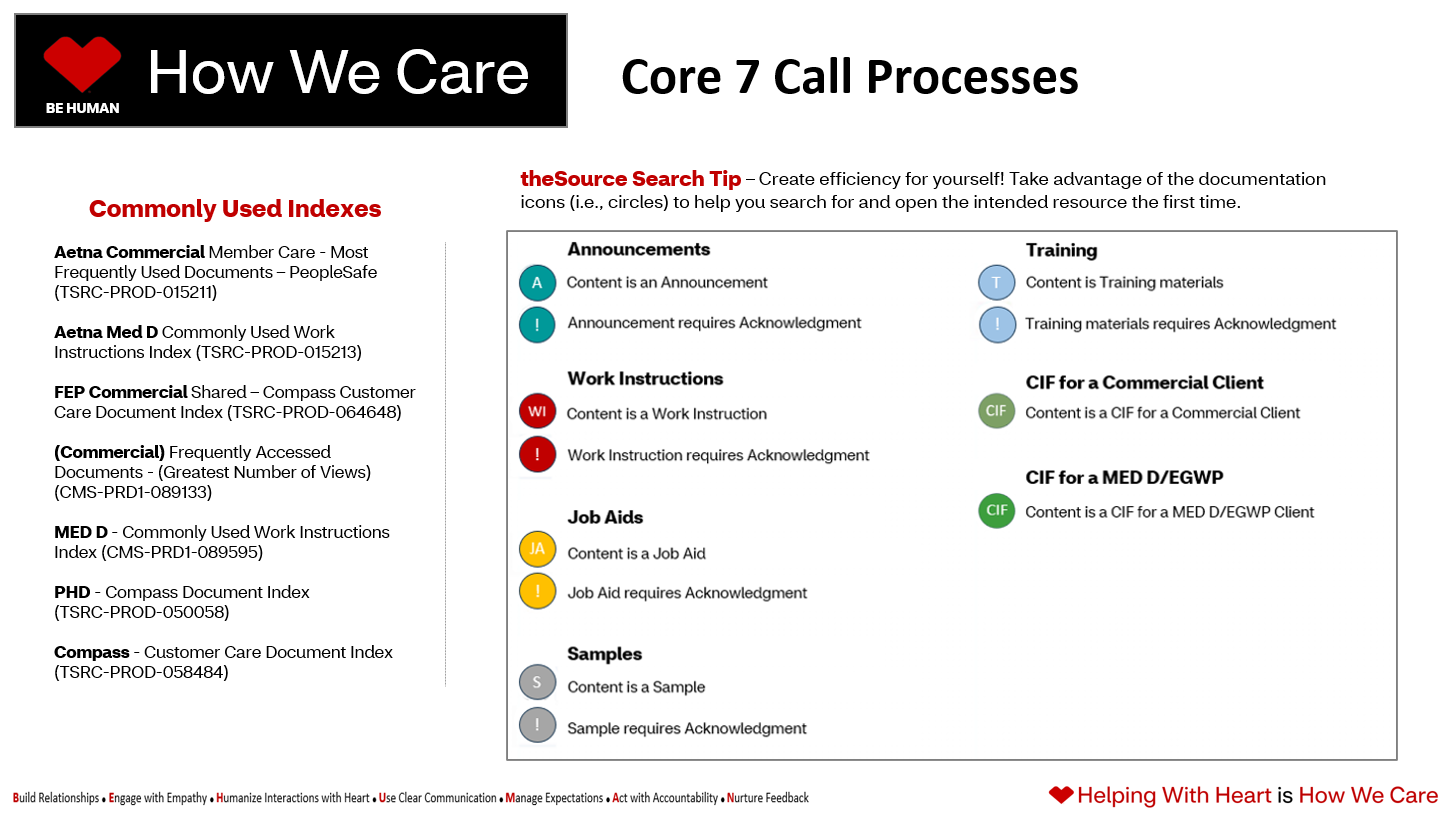 How We Care
BE HUMAN
Core 7 Call Processes
Commonly Used Indexes
Aetna Commercial Member Care - Most
Frequently Used Documents – PeopleSafe
(TSRC-PROD-015211)
Aetna Med D Commonly Used Work
Instructions Index (TSRC-PROD-015213)
FEP Commercial Shared – Compass Customer
Care Document Index (TSRC-PROD-064648)
(Commercial) Frequently Accessed
Documents - (Greatest Number of Views)
(CMS-PRD1-089133)
MED D - Commonly Used Work Instructions
Index (CMS-PRD1-089595)
PHD - Compass Document Index
(TSRC-PROD-050058)
Compass - Customer Care Document Index
(TSRC-PROD-058484)
theSource Search Tip – Create efficiency for yourself! Take advantage of the documentation
icons (i.e., circles) to help you search for and open the intended resource the first time.
Announcements
A Content is an Announcement
! Announcement requires Acknowledgment
Work Instructions
WI Content is a Work Instruction
! Work Instruction requires Acknowledgment
Job Aids
JA Content is a Job Aid
! Job Aid requires Acknowledgment
Samples
S Content is a Sample
! Sample requires Acknowledgment
Training
T Content is Training materials
! Training materials requires Acknowledgment
CIF for a Commercial Client
CIF Content is a CIF for a Commercial Client
CIF for a MED D/EGWP
CIF Content is a CIF for a MED D/EGWP Client
Build Relationships • Engage with Empathy • Humanize Interactions with Heart • Use Clear Communication • Manage Expectations • Act with Accountability • Nurture Feedback
Helping With Heart is How We Care